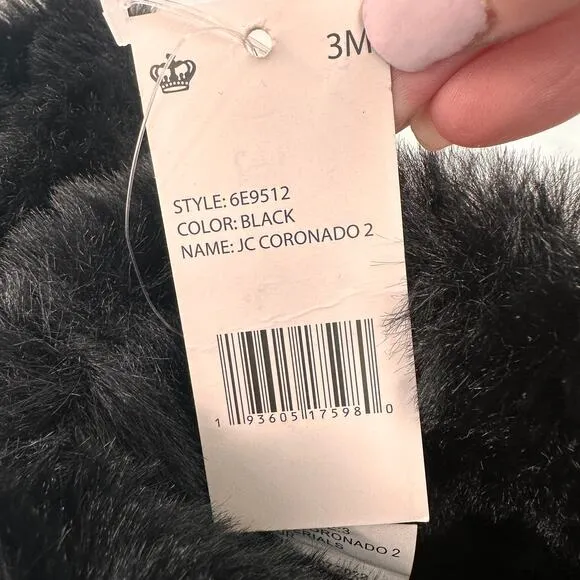 3M
STYLE: 6E9512
COLOR: BLACK
NAME: JC CORONADO 2
1 93605 17598 0
CORONADO 2